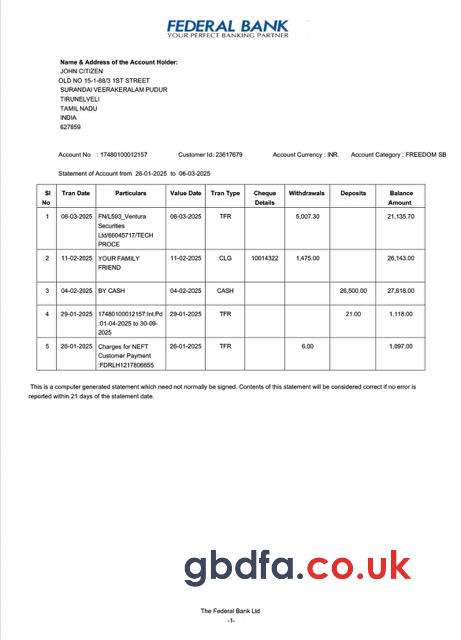 FEDERAL BANK
YOUR PERFECT BANKING PARTNER
Name & Address of the Account Holder:
JOHN CITIZEN
OLD NO 15-1-88/3 1ST STREET
SURANDAI VEERAKERALAM PUDUR
TIRUNELVELI
TAMIL NADU
INDIA
627859
Account No : 17480100012157 Customer Id: 23617679 Account Currency : INR. Account Category : FREEDOM SB
Statement of Account from 26-01-2025 to 06-03-2025
Sl No Tran Date Particulars Value Date Tran Type Cheque Details Withdrawals Deposits Balance Amount
1 06-03-2025 FN/L593_Ventura 06-03-2025 TFR 5,007.30 21,135.70
Securities
Ltd/66045717/TECH
PROCE
2 11-02-2025 YOUR FAMILY 11-02-2025 CLG 10014322 1,475.00 26,143.00
FRIEND
3 04-02-2025 BY CASH 04-02-2025 CASH 26,500.00 27,618.00
4 29-01-2025 17480100012157:Int.Pd 29-01-2025 TFR 21.00 1,118.00
:01-04-2025 to 30-09-
2025
5 26-01-2025 Charges for NEFT 26-01-2025 TFR 6.00 1,097.00
Customer Payment
:FDRLH1217806655
This is a computer generated statement which need not normally be signed. Contents of this statement will be considered correct if no error is
reported within 21 days of the statement date.
gbdfa.co.uk
The Federal Bank Ltd
-1-